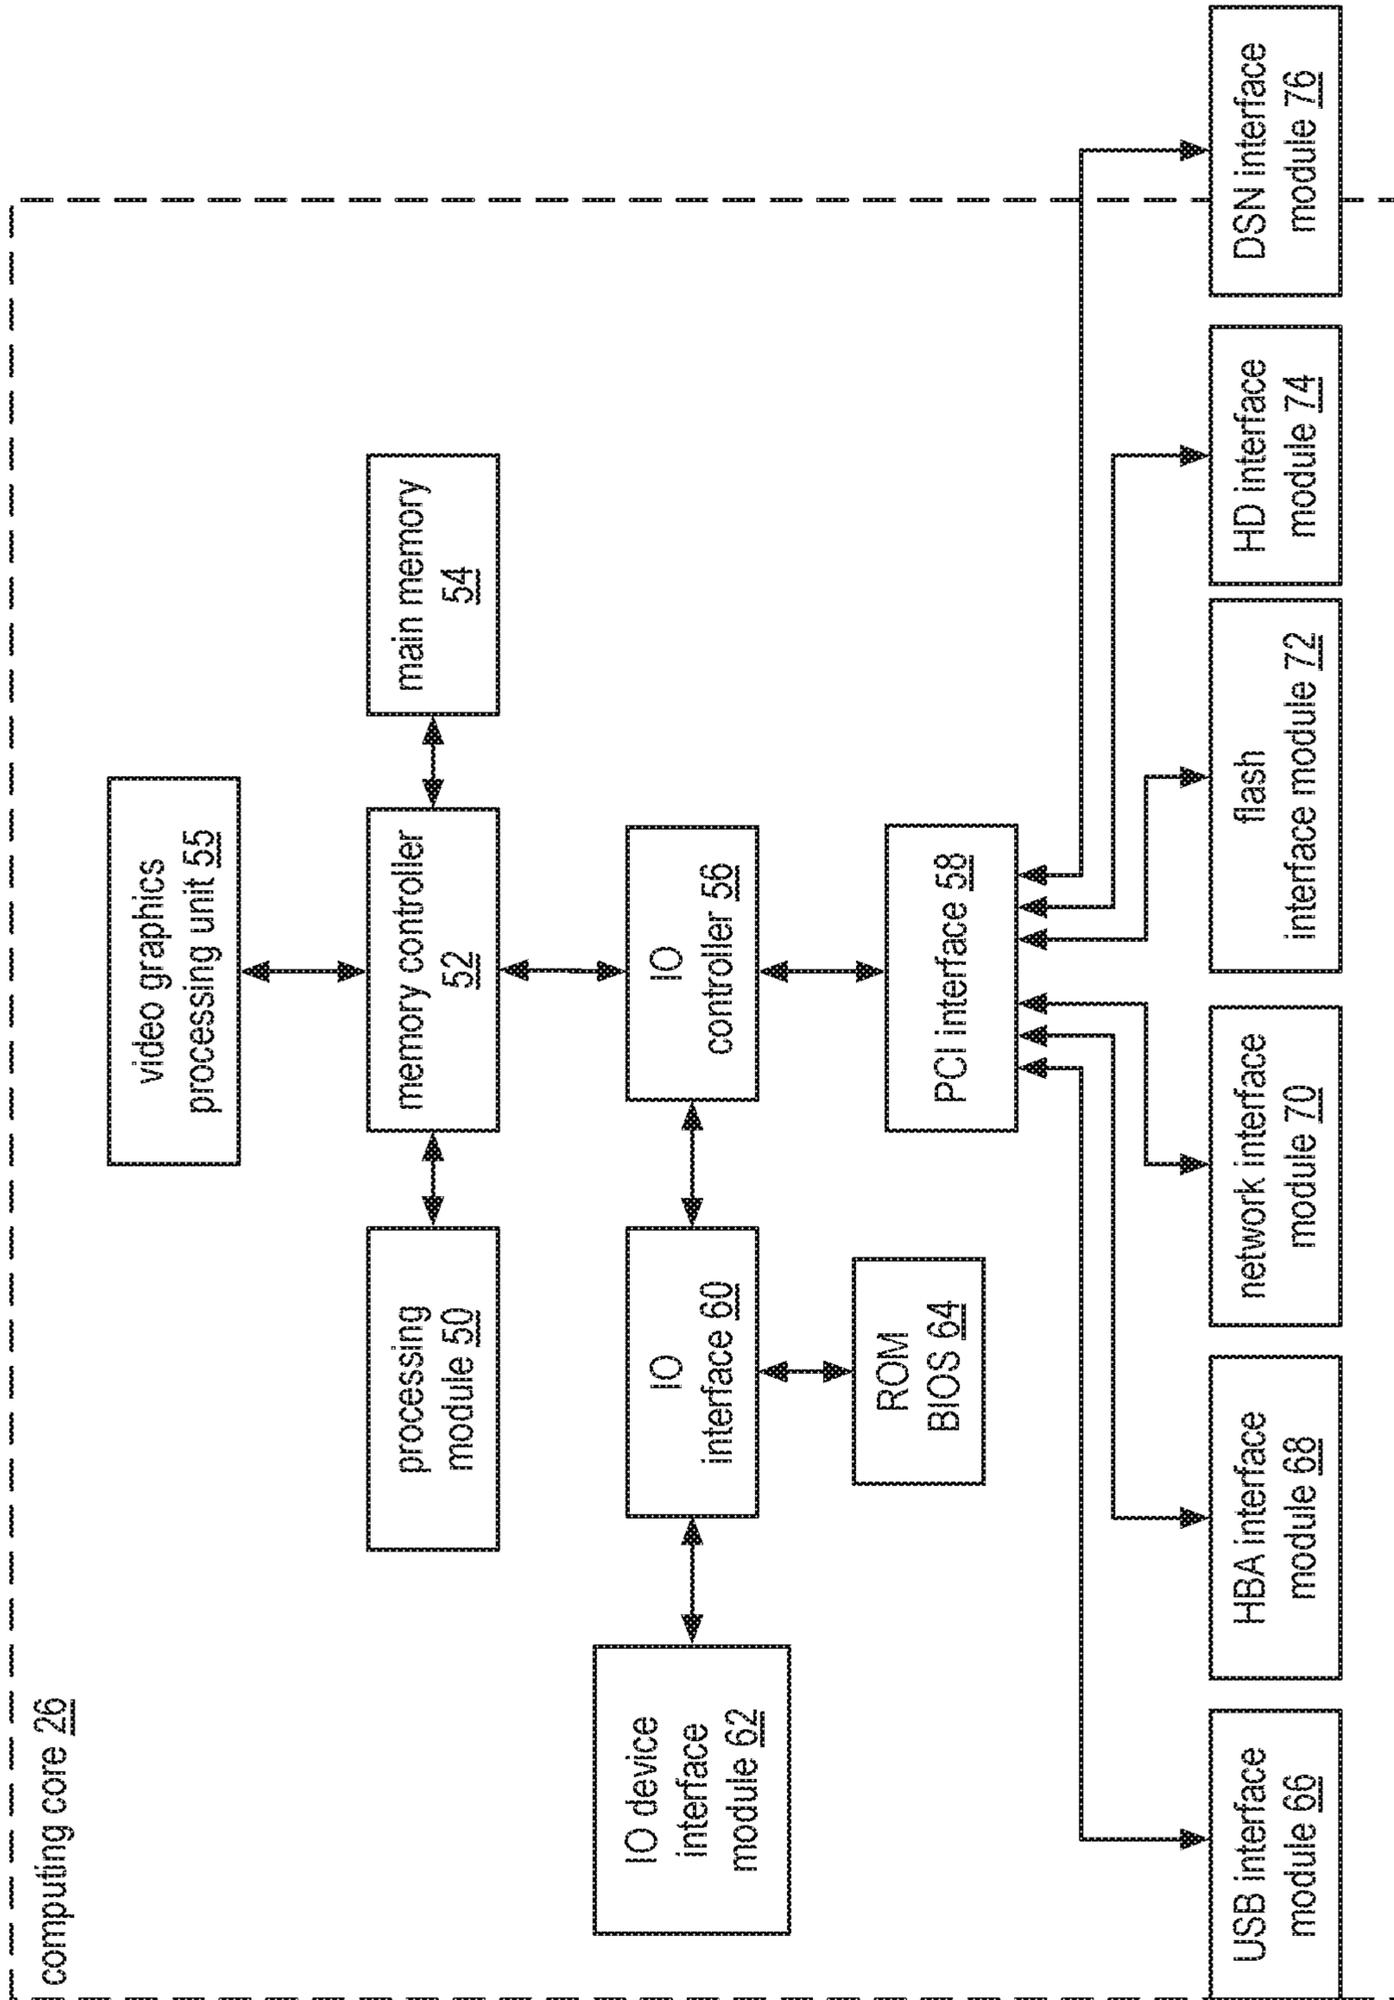 computing core 26
video graphics
processing unit 55
processing
module 50
memory controller
52
main memory
54
IO device
interface
module 62
IO
interface 60
IO
controller 56
ROM
BIOS 64
PCI interface 58
USB interface
module 66
HBA interface
module 68
network interface
module 70
flash
interface module 72
HD interface
module 74
DSN interface
module 76